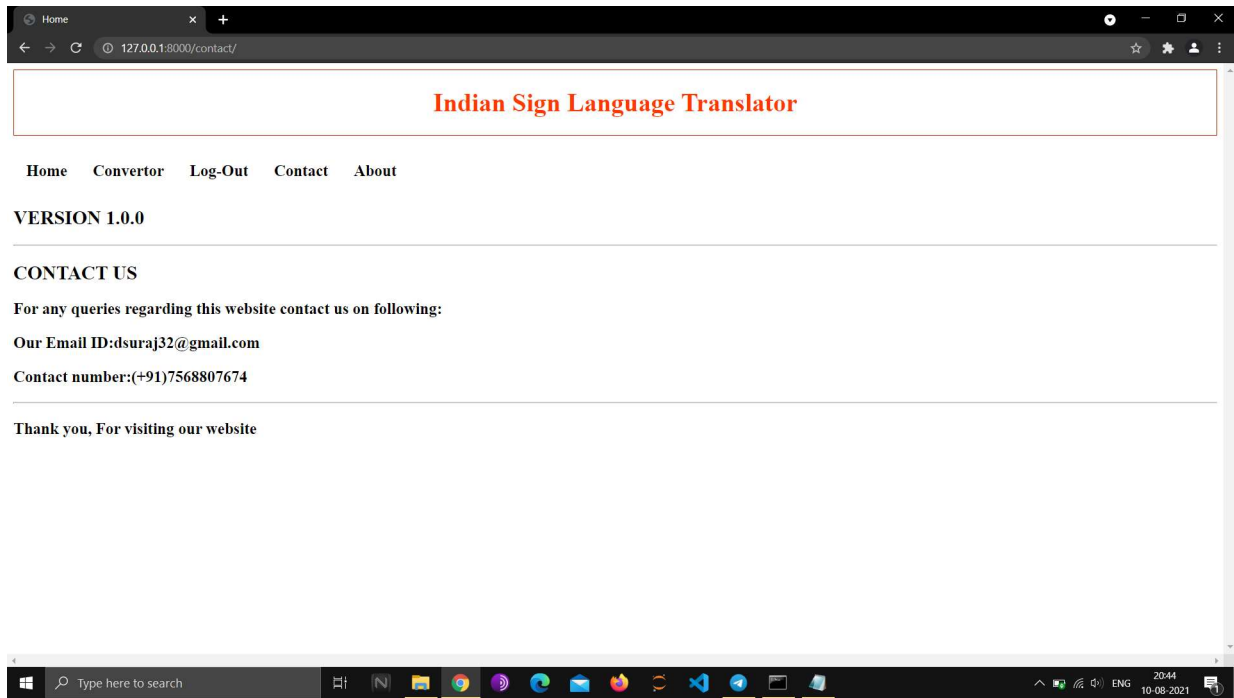 Home
127.0.0.1:8000/contact/
Indian Sign Language Translator
Home Convertor Log-Out Contact About
VERSION 1.0.0
CONTACT US
For any queries regarding this website contact us on following:
Our Email ID:dsuraj32@gmail.com
Contact number:(+91)7568807674
Thank you, For visiting our website
Type here to search
ENG
20:44
10-08-2021
1